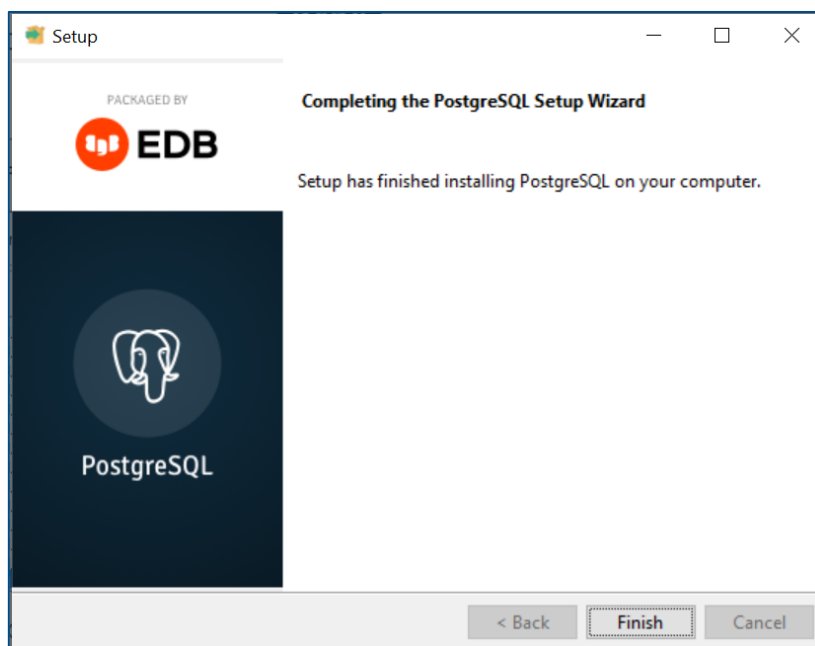 Setup
PACKAGED BY
EDB
Completing the PostgreSQL Setup Wizard
Setup has finished installing PostgreSQL on your computer.
PostgreSQL
< Back
Finish
Cancel